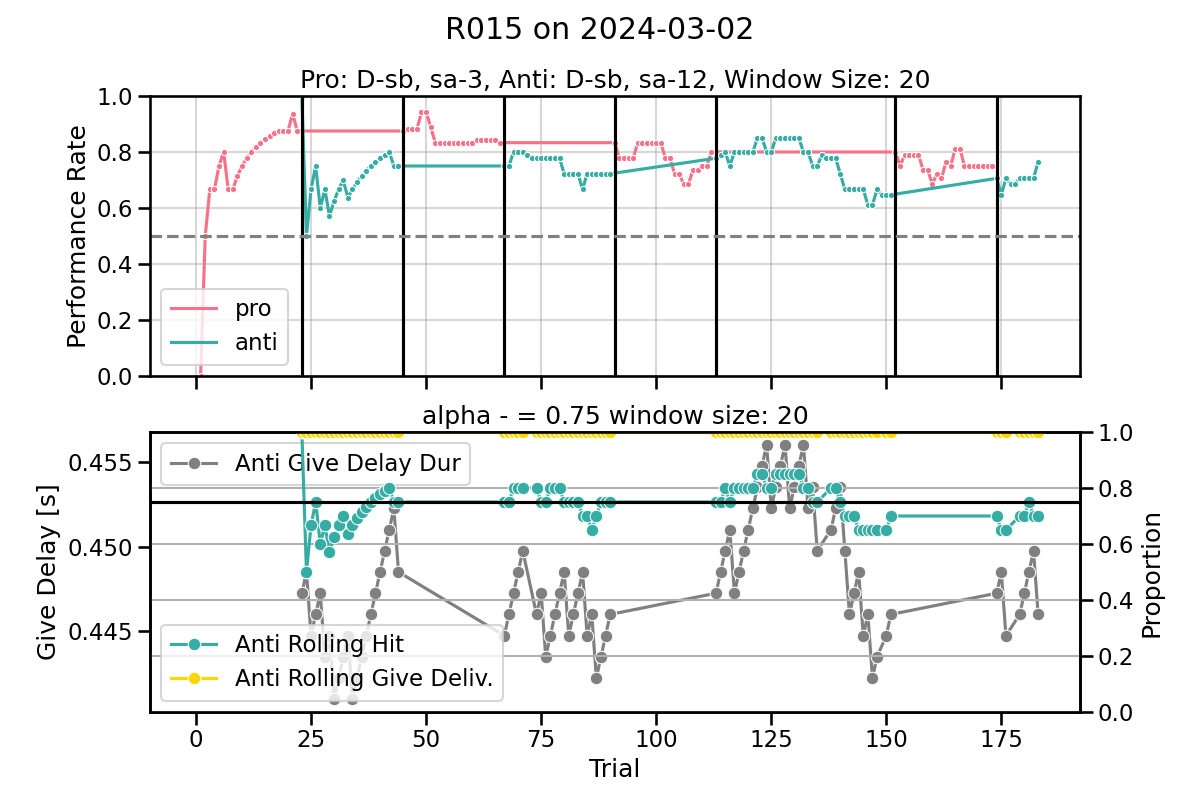 R015 on 2024-03-02
Pro: D-sb, sa-3, Anti: D-sb, sa-12, Window Size: 20
Performance Rate
1.0
0.8
0.6
0.4
0.2
0.0
pro
anti
alpha - = 0.75 window size: 20
Give Delay [s]
0.455
0.450
0.445
Anti Give Delay Dur
Anti Rolling Hit
Anti Rolling Give Deliv.
1.0
0.8
0.6
0.4
0.2
0.0
Proportion
0 25 50 75 100 125 150 175
Trial